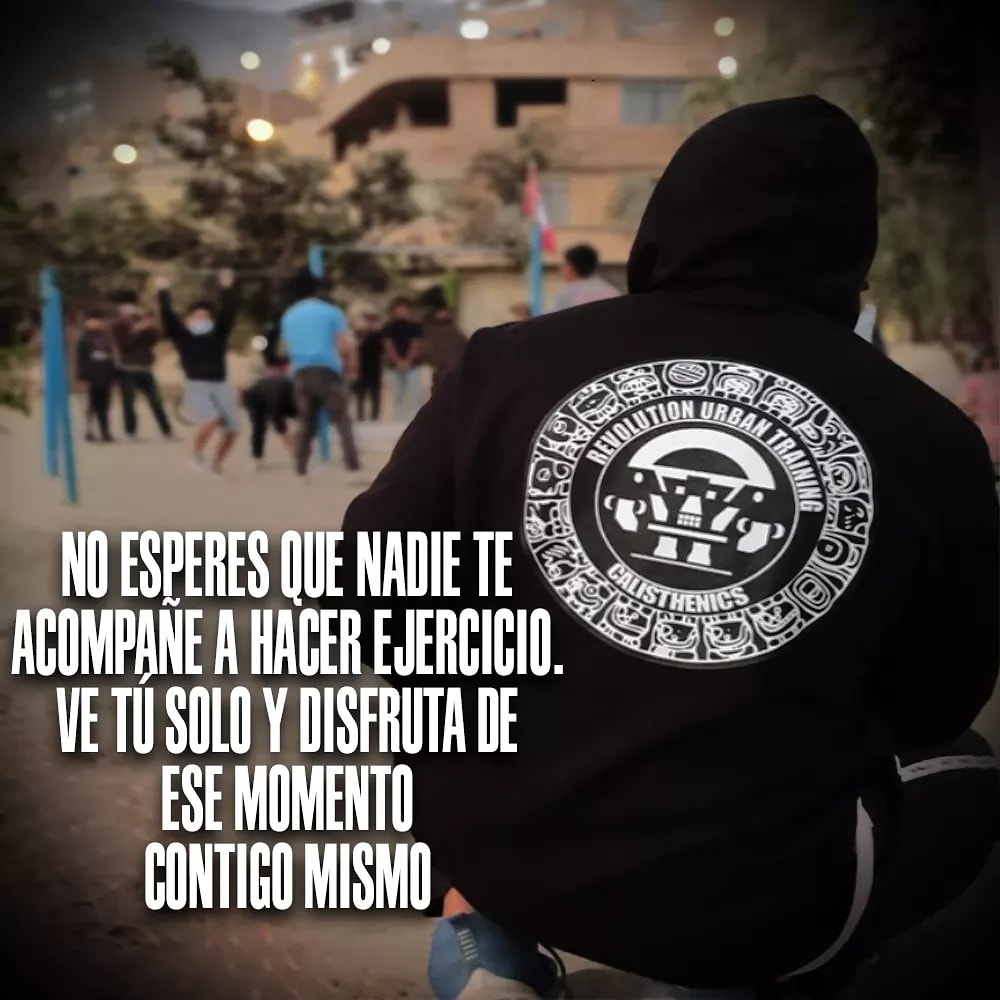 REVOLUTION URBAN TRAINING
CALISTHENICS
NO ESPERES QUE NADIE TE
ACOMPAÑE A HACER EJERCICIO.
VE TÚ SOLO Y DISFRUTA DE
ESE MOMENTO
CONTIGO MISMO